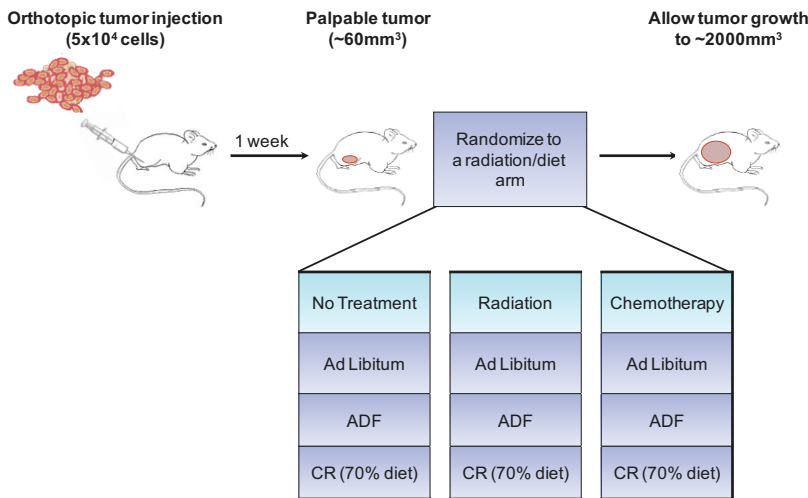 Orthotopic tumor injection
(5x10⁴ cells)
Palpable tumor
(~60mm³)
Allow tumor growth
to ~2000mm³
1 week
Randomize to
a radiation/diet
arm
No Treatment
Radiation
Chemotherapy
Ad Libitum
Ad Libitum
Ad Libitum
ADF
ADF
ADF
CR (70% diet)
CR (70% diet)
CR (70% diet)